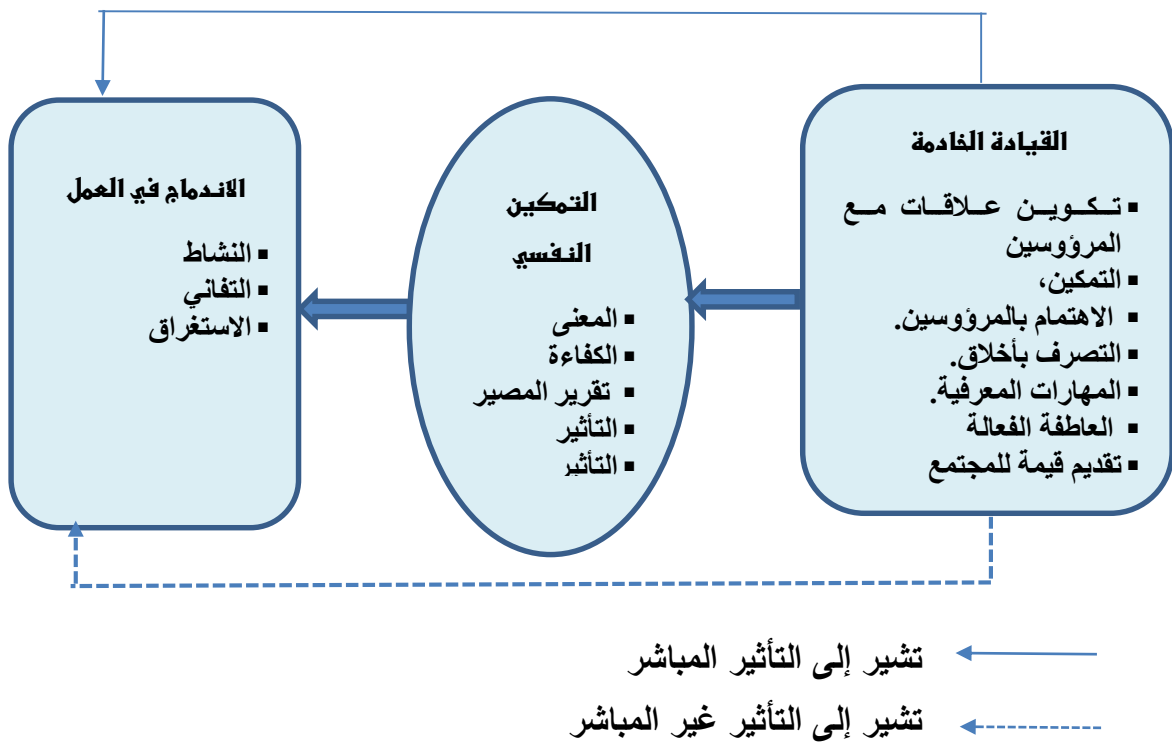 القيادة الخادمة
▪ تكوين علاقات مع
المرؤوسين
▪ التمكين،
▪ الاهتمام بالمرؤوسين.
▪ التصرف بأخلاق.
▪ المهارات المعرفية.
▪ العاطفة الفعالة
▪ تقديم قيمة للمجتمع
التمكين
النفسي
▪ المعنى
▪ الكفاءة
▪ تقرير المصير
▪ التأثير
▪ التأثير
الاندماج في العمل
▪ النشاط
▪ التفاني
▪ الاستغراق
تشير إلى التأثير المباشر
تشير إلى التأثير غير المباشر